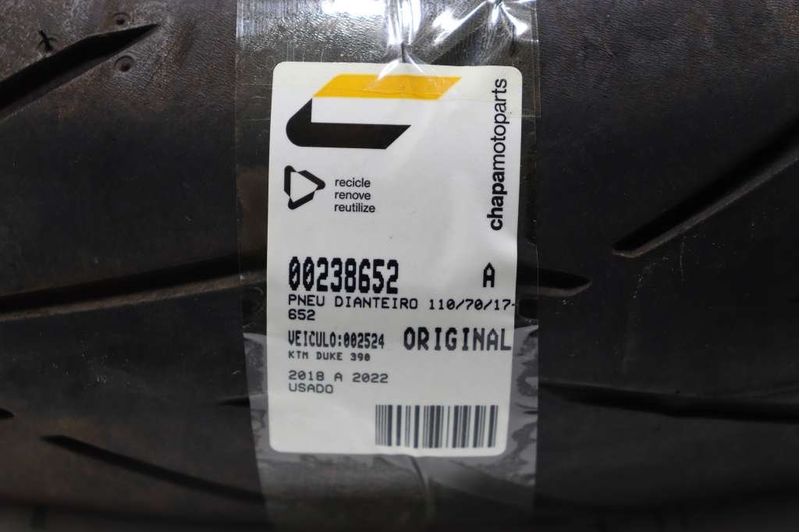 recicle
renove
reutilize
chapamotoparts
00238652 A
PNEU DIANTEIRO 110/70/17-
652
VEICULO:002524 ORIGINAL
KTM DUKE 390
2018 A 2022
USADO